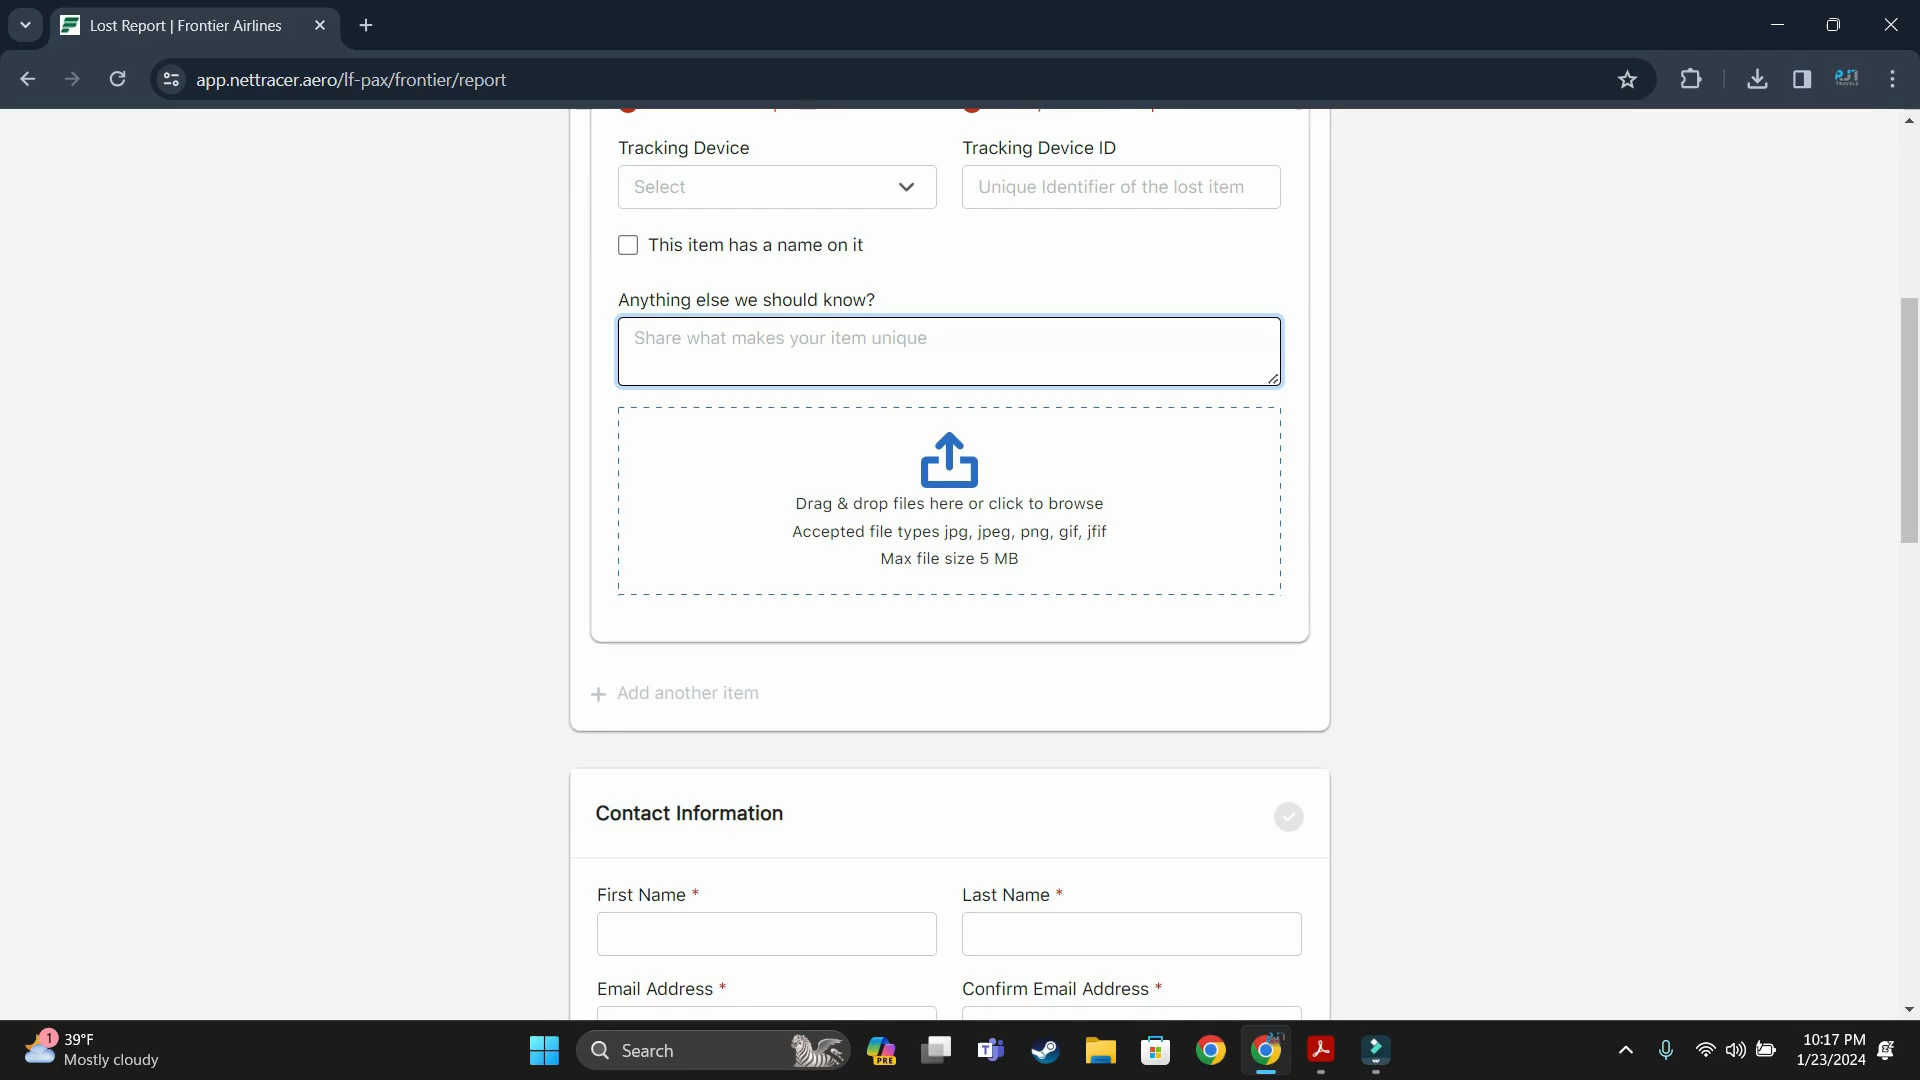 Lost Report | Frontier Airlines
app.nettracer.aero/lf-pax/frontier/report
RJ1
TRAVELS
Tracking Device
Tracking Device ID
Select
Unique Identifier of the lost item
This item has a name on it
Anything else we should know?
Share what makes your item unique
Drag & drop files here or click to browse
Accepted file types jpg, jpeg, png, gif, jfif
Max file size 5 MB
Add another item
Contact Information
First Name *
Last Name *
Email Address *
Confirm Email Address *
1
39°F
Mostly cloudy
Search
PRE
10:17 PM
1/23/2024